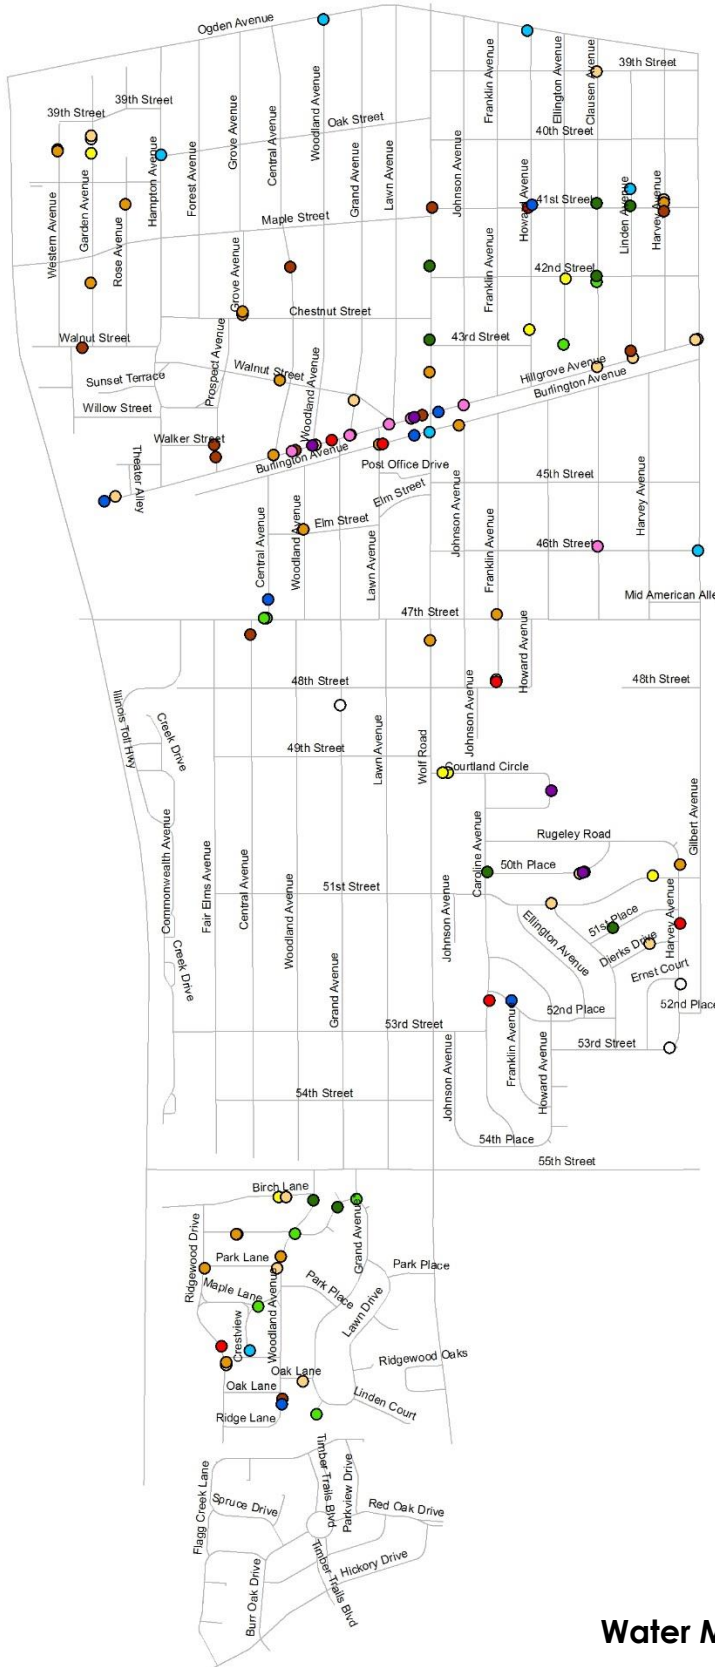 Ogden Avenue
39th Street
39th Street
39th Street
Franklin Avenue
Ellington Avenue
Clausen Avenue
Woodland Avenue
Central Avenue
Grove Avenue
Oak Street
40th Street
Forest Avenue
Hampton Avenue
Grand Avenue
Lawn Avenue
Johnson Avenue
Western Avenue
Garden Avenue
Rose Avenue
Maple Street
41st Street
Linden Avenue
Harvey Avenue
42nd Street
Franklin Avenue
Grove Avenue
Chestnut Street
43rd Street
Walnut Street
Walnut Street
Hillgrove Avenue
Burlington Avenue
Sunset Terrace
Prospect Avenue
Woodland Avenue
Willow Street
Walker Street
Burlington Avenue
Theater Alley
Post Office Drive
Elm Street
Elm Street
45th Street
Harvey Avenue
Johnson Avenue
Central Avenue
Woodland Avenue
Lawn Avenue
Franklin Avenue
46th Street
47th Street
Howard Avenue
48th Street
48th Street
Illinois Toll Hwy
Creek Drive
Lawn Avenue
Wolf Road
Johnson Avenue
49th Street
Courtland Circle
Rugeley Road
Gilbert Avenue
Commonwealth Avenue
Fair Elms Avenue
Central Avenue
Woodland Avenue
51st Street
Johnson Avenue
Caroline Avenue
50th Place
Ellington Avenue
51st Place
Dierks Drive
Harvey Avenue
Ernst Court
Creek Drive
Grand Avenue
52nd Place
52nd Place
53rd Street
53rd Street
Franklin Avenue
Howard Avenue
Johnson Avenue
54th Street
54th Place
55th Street
Birch Lane
Ridgewood Drive
Grand Avenue
Park Lane
Park Place
Park Place
Maple Lane
Woodland Avenue
Lawn Drive
Crestview
Ridgewood Oaks
Oak Lane
Oak Lane
Linden Court
Ridge Lane
Flagg Creek Lane
Timber Trails Blvd
Parkview Drive
Spruce Drive
Red Oak Drive
Hickory Drive
Timber Trails Blvd
Burr Oak Drive
Water M